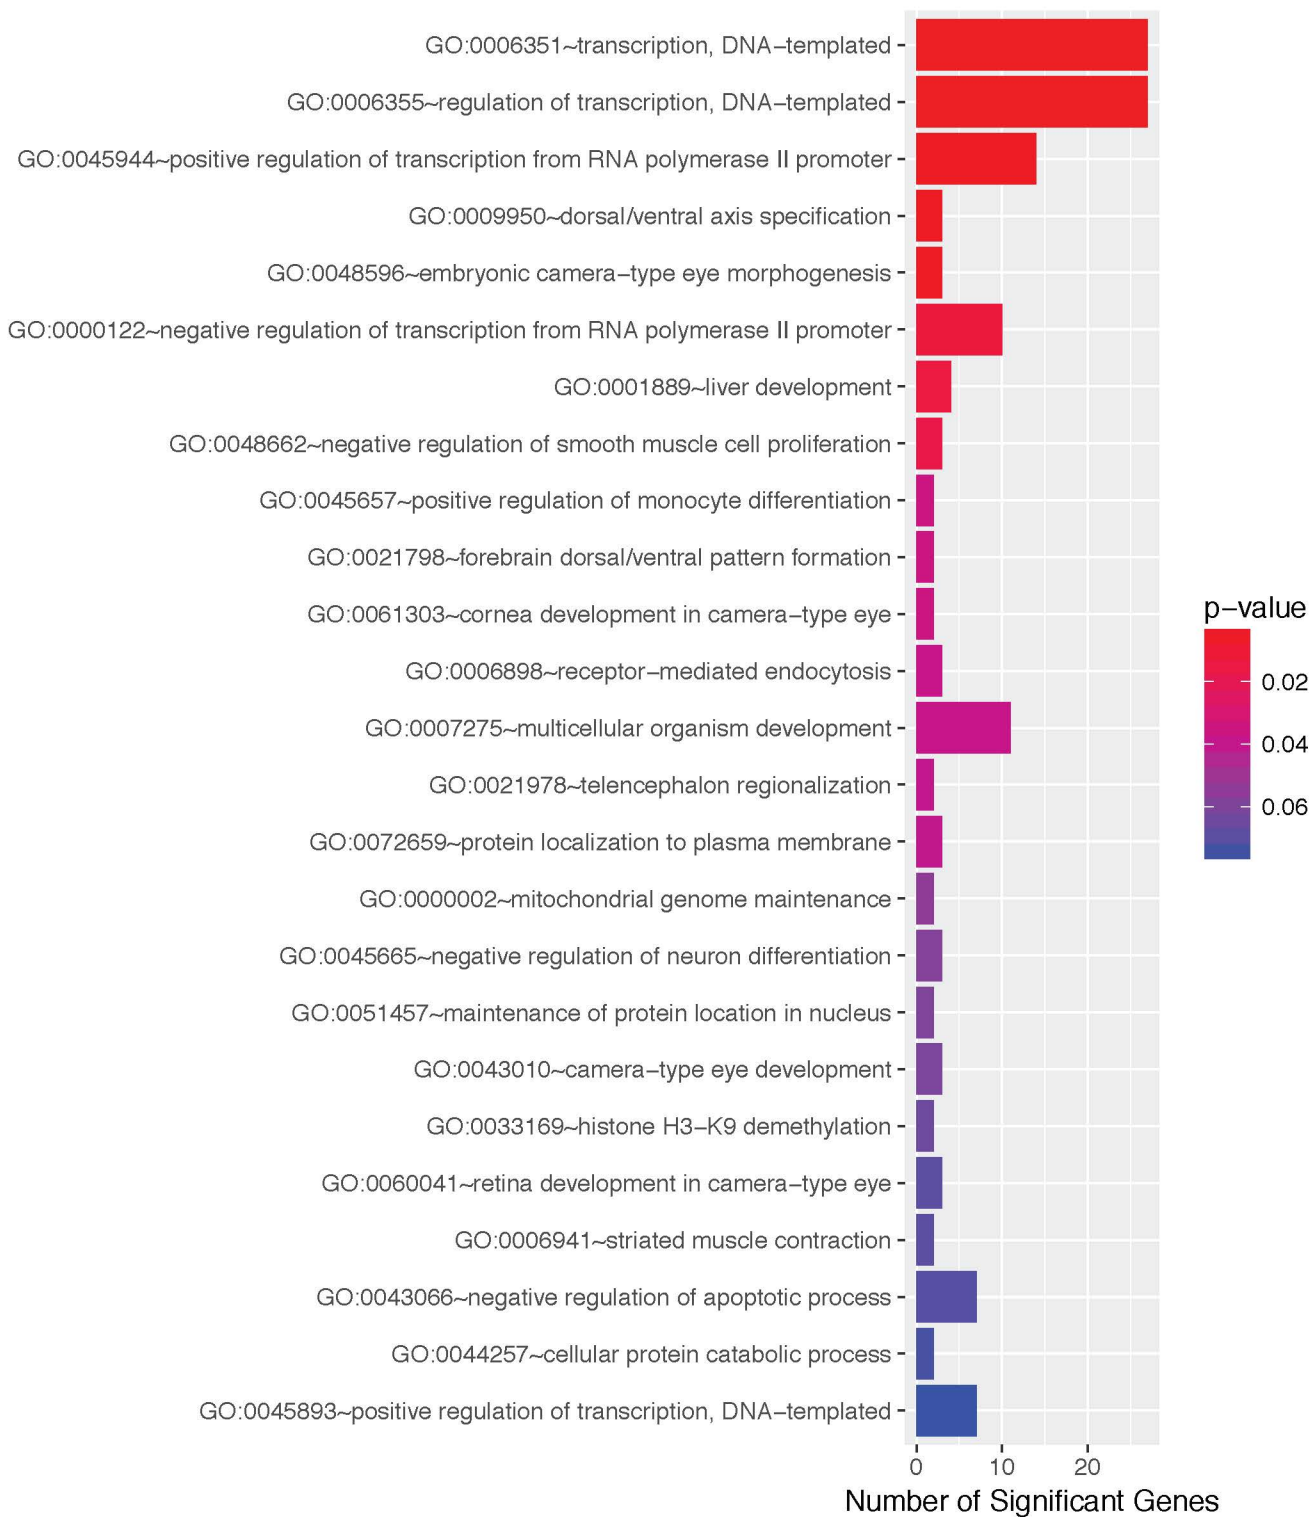 GO:0006351~transcription, DNA−templated
GO:0006355~regulation of transcription, DNA−templated
GO:0045944~positive regulation of transcription from RNA polymerase II promoter
GO:0009950~dorsal/ventral axis specification
GO:0048596~embryonic camera−type eye morphogenesis
GO:0000122~negative regulation of transcription from RNA polymerase II promoter
GO:0001889~liver development
GO:0048662~negative regulation of smooth muscle cell proliferation
GO:0045657~positive regulation of monocyte differentiation
GO:0021798~forebrain dorsal/ventral pattern formation
GO:0061303~cornea development in camera−type eye
GO:0006898~receptor−mediated endocytosis
GO:0007275~multicellular organism development
GO:0021978~telencephalon regionalization
GO:0072659~protein localization to plasma membrane
GO:0000002~mitochondrial genome maintenance
GO:0045665~negative regulation of neuron differentiation
GO:0051457~maintenance of protein location in nucleus
GO:0043010~camera−type eye development
GO:0033169~histone H3−K9 demethylation
GO:0060041~retina development in camera−type eye
GO:0006941~striated muscle contraction
GO:0043066~negative regulation of apoptotic process
GO:0044257~cellular protein catabolic process
GO:0045893~positive regulation of transcription, DNA−templated
0 10 20
Number of Significant Genes
p−value
0.02
0.04
0.06